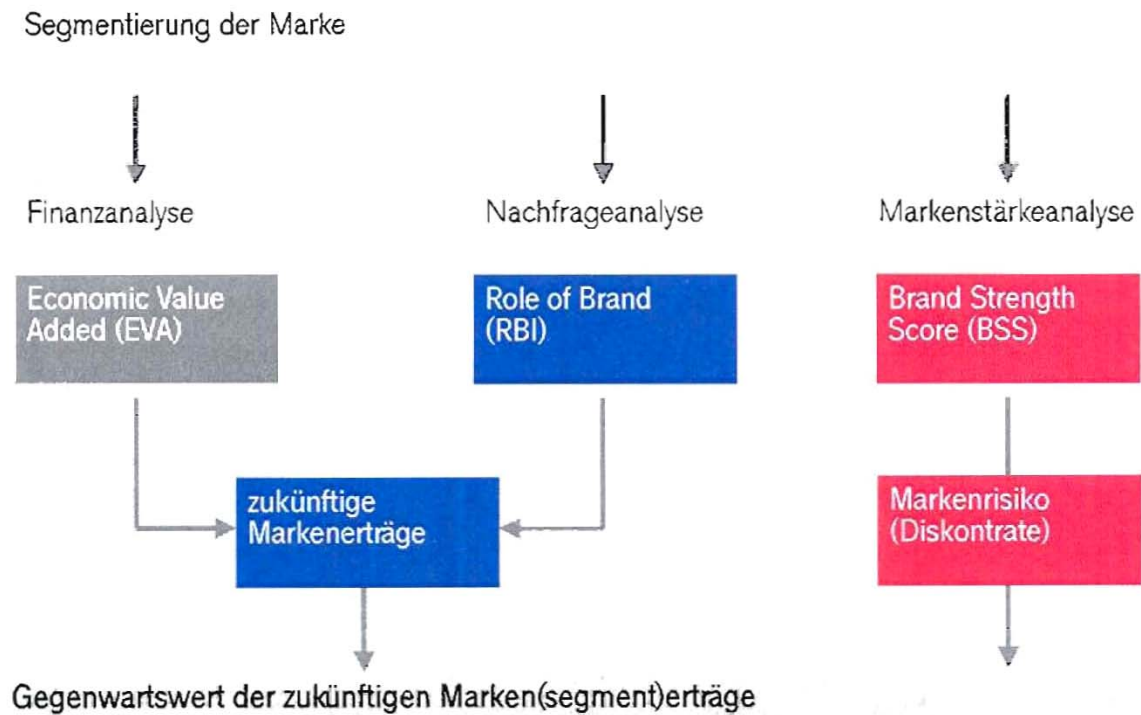 Segmentierung der Marke
Finanzanalyse
Nachfrageanalyse
Markenstärkeanalyse
Economic Value
Added (EVA)
Role of Brand
(RBI)
Brand Strength
Score (BSS)
zukünftige
Markenerträge
Markenrisiko
(Diskontrate)
Gegenwartswert der zukünftigen Marken(segment)erträge